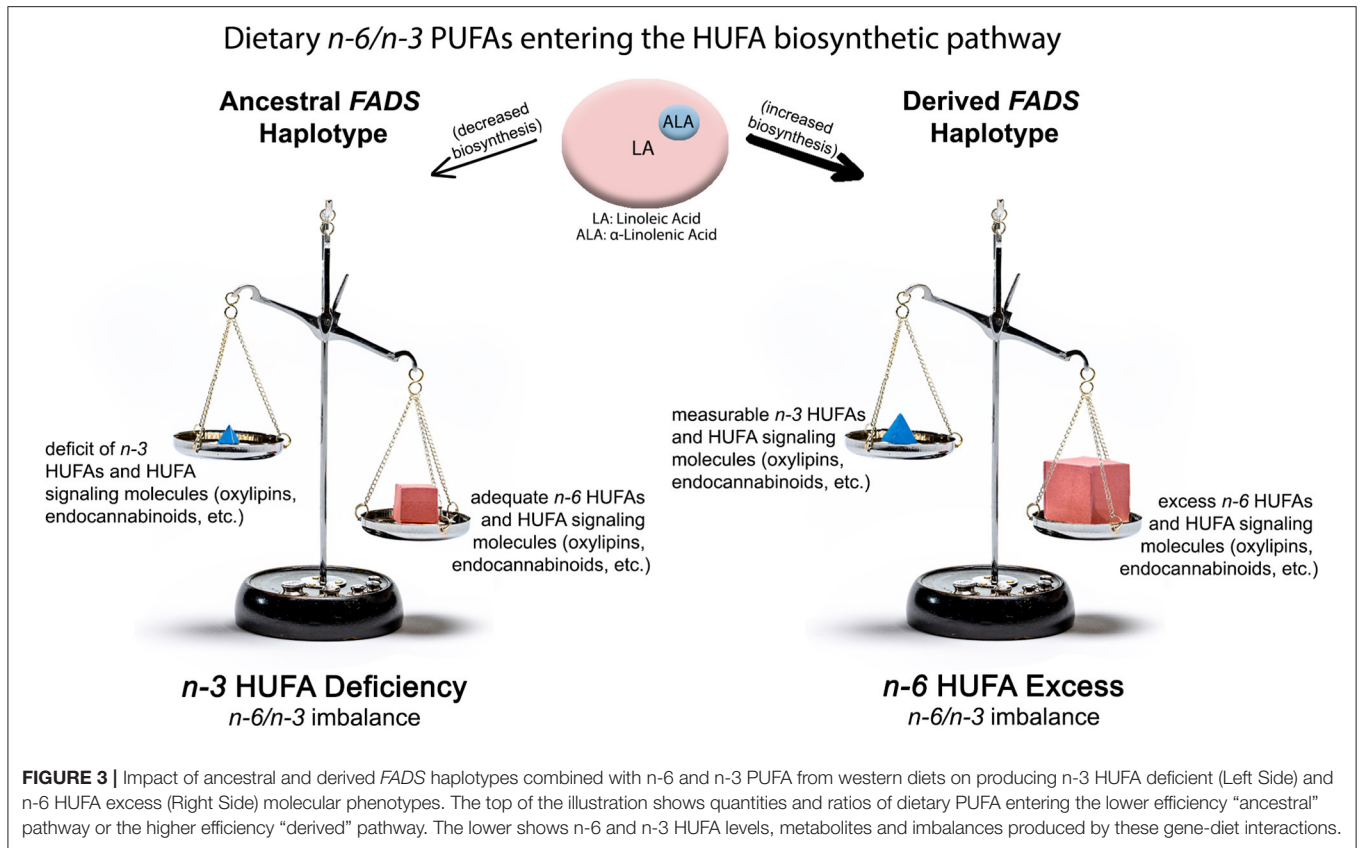 Dietary n-6/n-3 PUFAs entering the HUFA biosynthetic pathway
Ancestral FADS
Haplotype
(decreased
biosynthesis)
ALA
LA
(increased
biosynthesis)
Derived FADS
Haplotype
LA: Linoleic Acid
ALA: α-Linolenic Acid
deficit of n-3
HUFAs and HUFA
signaling molecules (oxylipins,
endocannabinoids, etc.)
adequate n-6 HUFAs
and HUFA signaling
molecules (oxylipins,
endocannabinoids, etc.)
measurable n-3 HUFAs
and HUFA signaling
molecules (oxylipins,
endocannabinoids, etc.)
excess n-6 HUFAs
and HUFA signaling
molecules (oxylipins,
endocannabinoids, etc.)
n-3 HUFA Deficiency
n-6/n-3 imbalance
n-6 HUFA Excess
n-6/n-3 imbalance
FIGURE 3 | Impact of ancestral and derived FADS haplotypes combined with n-6 and n-3 PUFA from western diets on producing n-3 HUFA deficient (Left Side) and
n-6 HUFA excess (Right Side) molecular phenotypes. The top of the illustration shows quantities and ratios of dietary PUFA entering the lower efficiency “ancestral”
pathway or the higher efficiency “derived” pathway. The lower shows n-6 and n-3 HUFA levels, metabolites and imbalances produced by these gene-diet interactions.